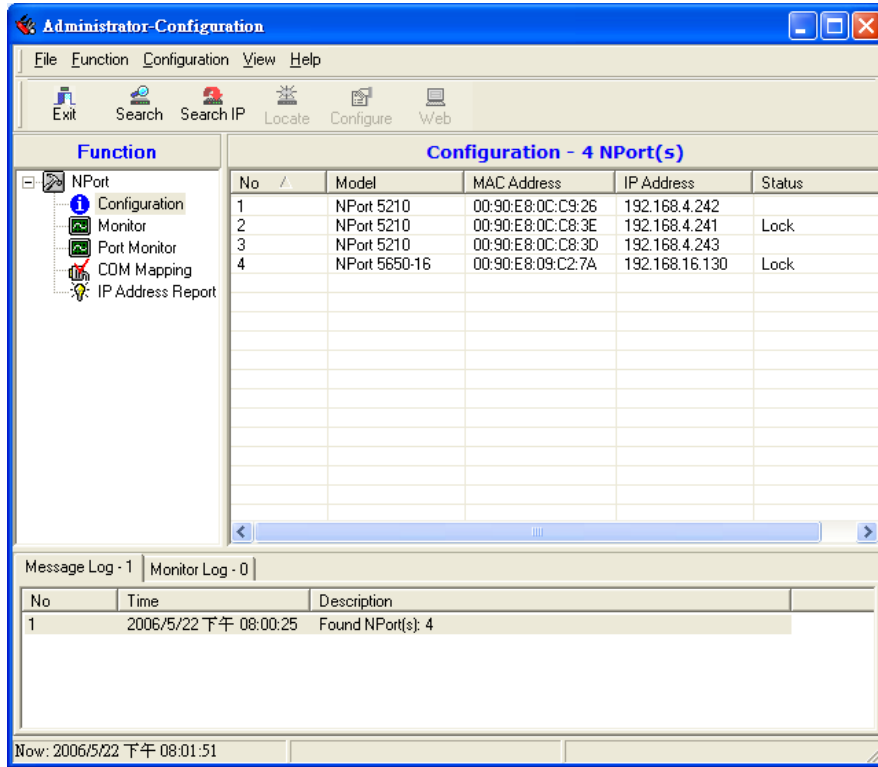 Administrator-Configuration
File Function Configuration View Help
Exit Search Search IP Locate Configure Web
Function
Configuration - 4 NPort(s)
NPort
Configuration
Monitor
Port Monitor
COM Mapping
IP Address Report
No Model MAC Address IP Address Status
1 NPort 5210 00:90:E8:0C:C9:26 192.168.4.242
2 NPort 5210 00:90:E8:0C:C8:3E 192.168.4.241 Lock
3 NPort 5210 00:90:E8:0C:C8:3D 192.168.4.243
4 NPort 5650-16 00:90:E8:09:C2:7A 192.168.16.130 Lock
Message Log - 1 Monitor Log - 0
No Time Description
1 2006/5/22 下午 08:00:25 Found NPort(s): 4
Now: 2006/5/22 下午 08:01:51